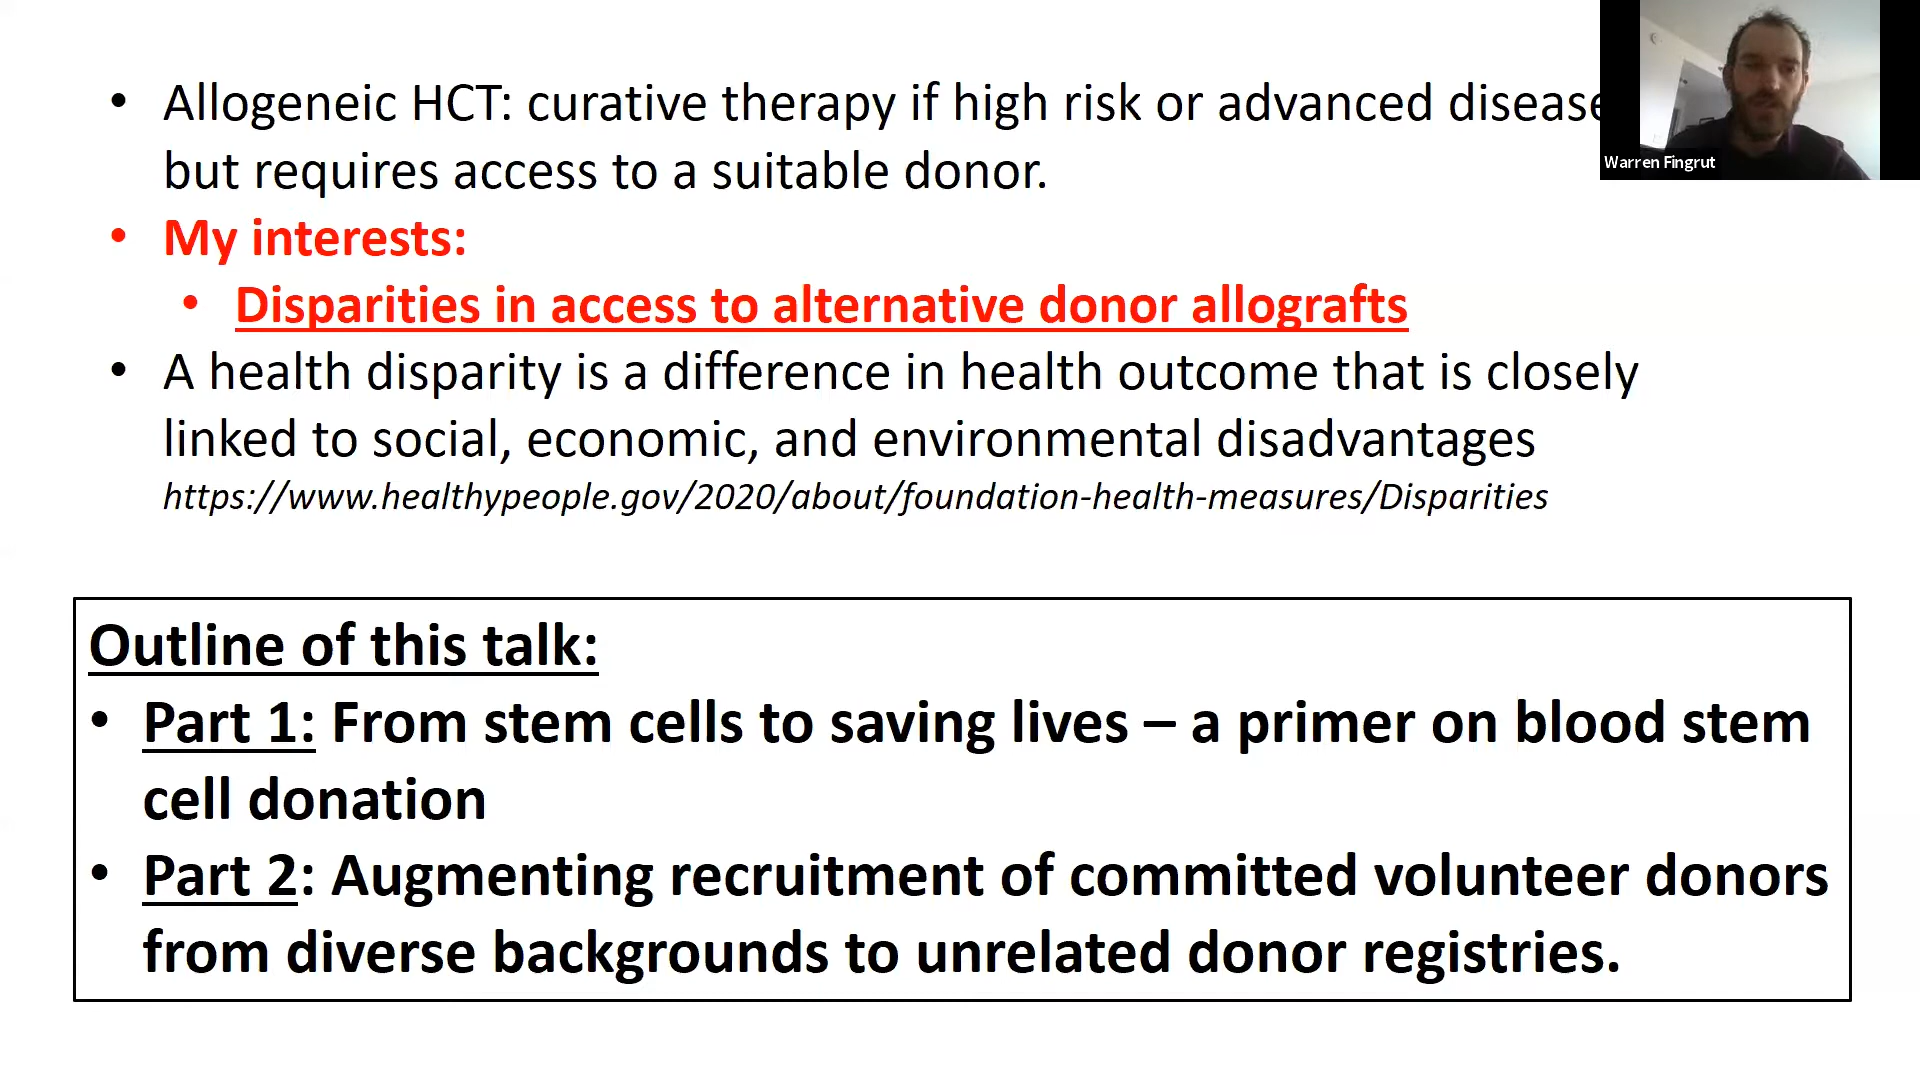 • Allogeneic HCT: curative therapy if high risk or advanced disease
but requires access to a suitable donor.
• My interests:
• Disparities in access to alternative donor allografts
• A health disparity is a difference in health outcome that is closely
linked to social, economic, and environmental disadvantages
https://www.healthypeople.gov/2020/about/foundation-health-measures/Disparities
Warren Fingrut
Outline of this talk:
• Part 1: From stem cells to saving lives – a primer on blood stem
cell donation
• Part 2: Augmenting recruitment of committed volunteer donors
from diverse backgrounds to unrelated donor registries.